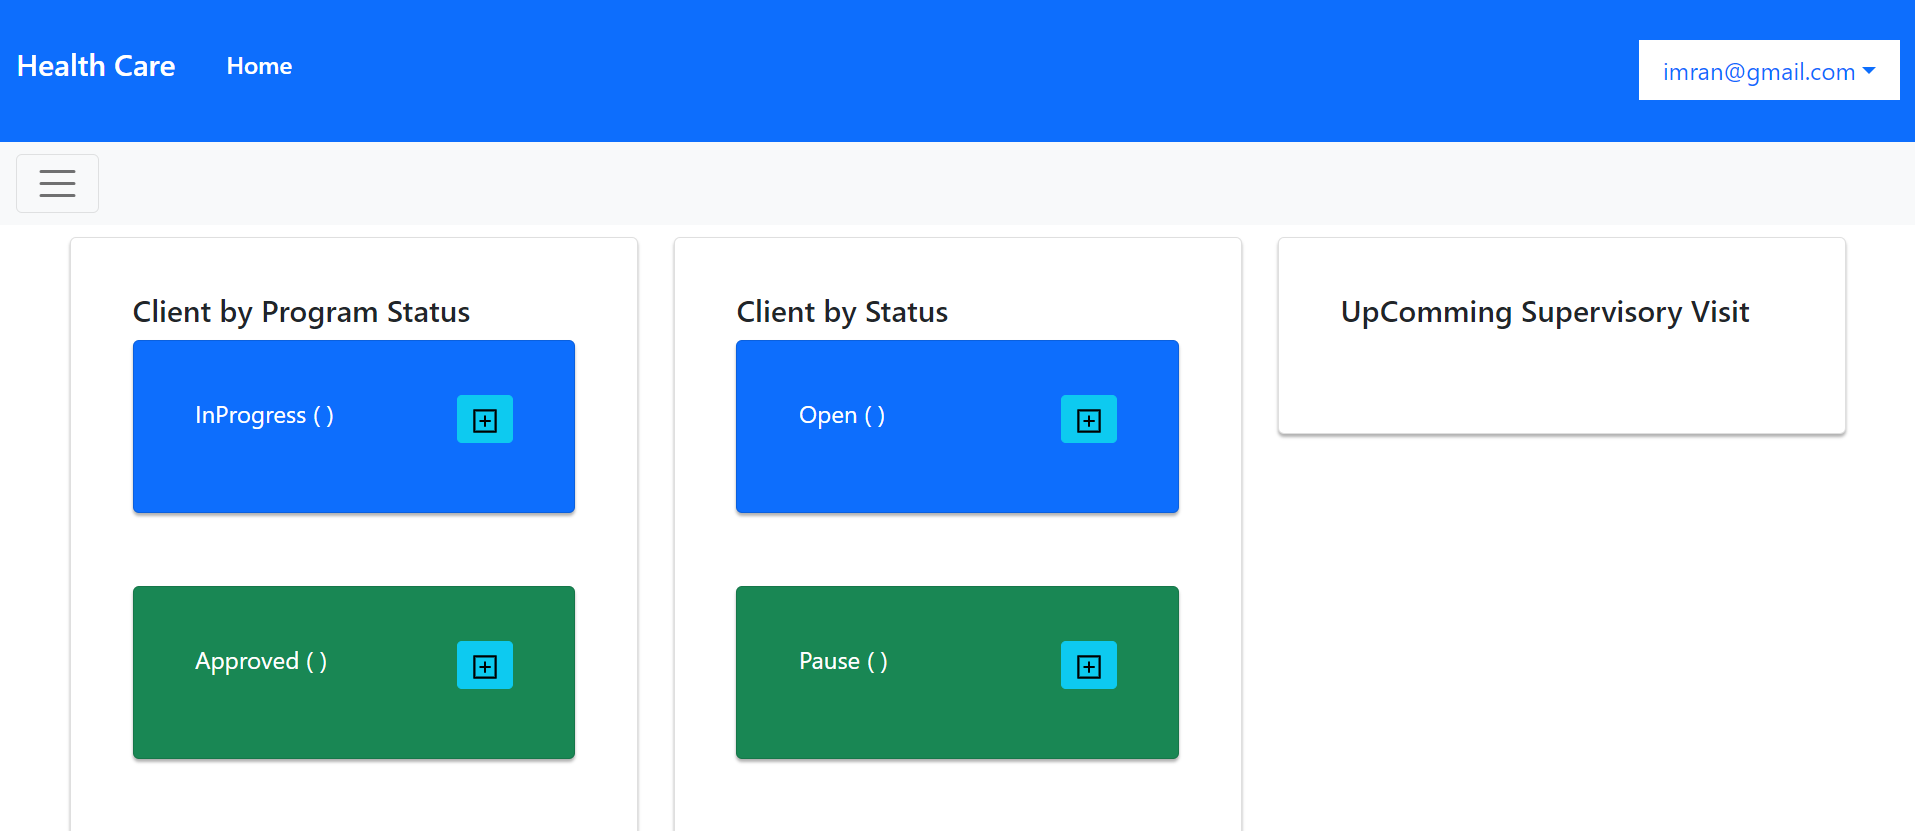 Health Care
Home
imran@gmail.com
Client by Program Status
InProgress ( )
Approved ( )
Client by Status
Open ( )
Pause ( )
UpComming Supervisory Visit